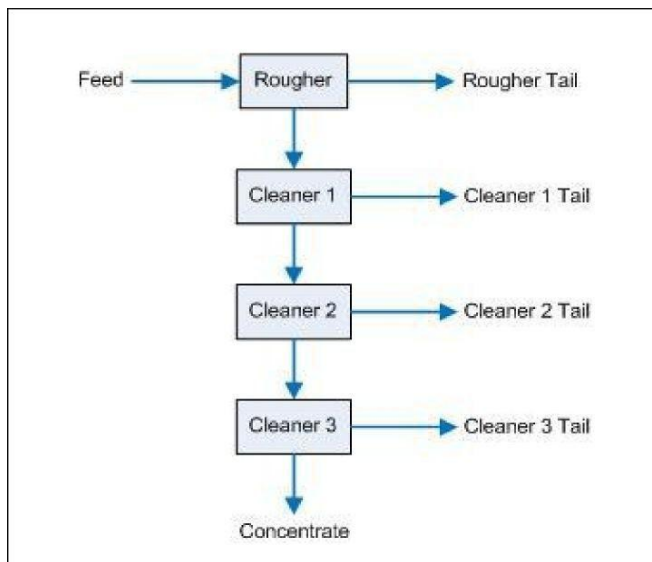 Feed
Rougher
Rougher Tail
Cleaner 1
Cleaner 1 Tail
Cleaner 2
Cleaner 2 Tail
Cleaner 3
Cleaner 3 Tail
Concentrate